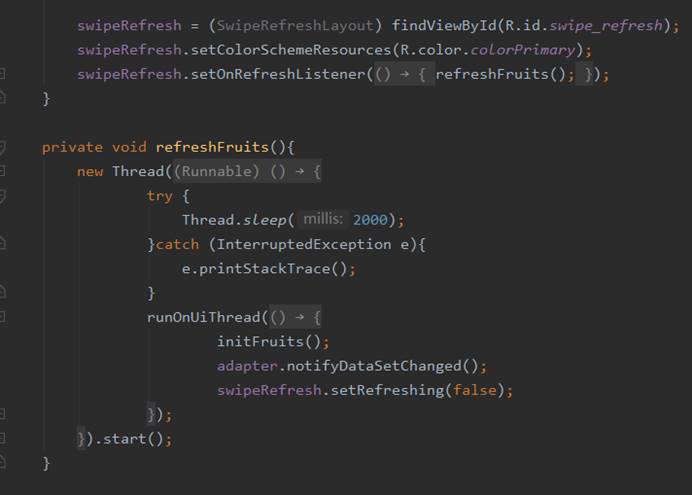 swipeRefresh = (SwipeRefreshLayout) findViewById(R.id.swipe_refresh);
swipeRefresh.setColorSchemeResources(R.color.colorPrimary);
swipeRefresh.setOnRefreshListener(() → { refreshFruits(); });
}
private void refreshFruits(){
new Thread((Runnable) () → {
try {
Thread.sleep( millis: 2000);
}catch (InterruptedException e){
e.printStackTrace();
}
runOnUiThread(() → {
initFruits();
adapter.notifyDataSetChanged();
swipeRefresh.setRefreshing(false);
});
}).start();
}